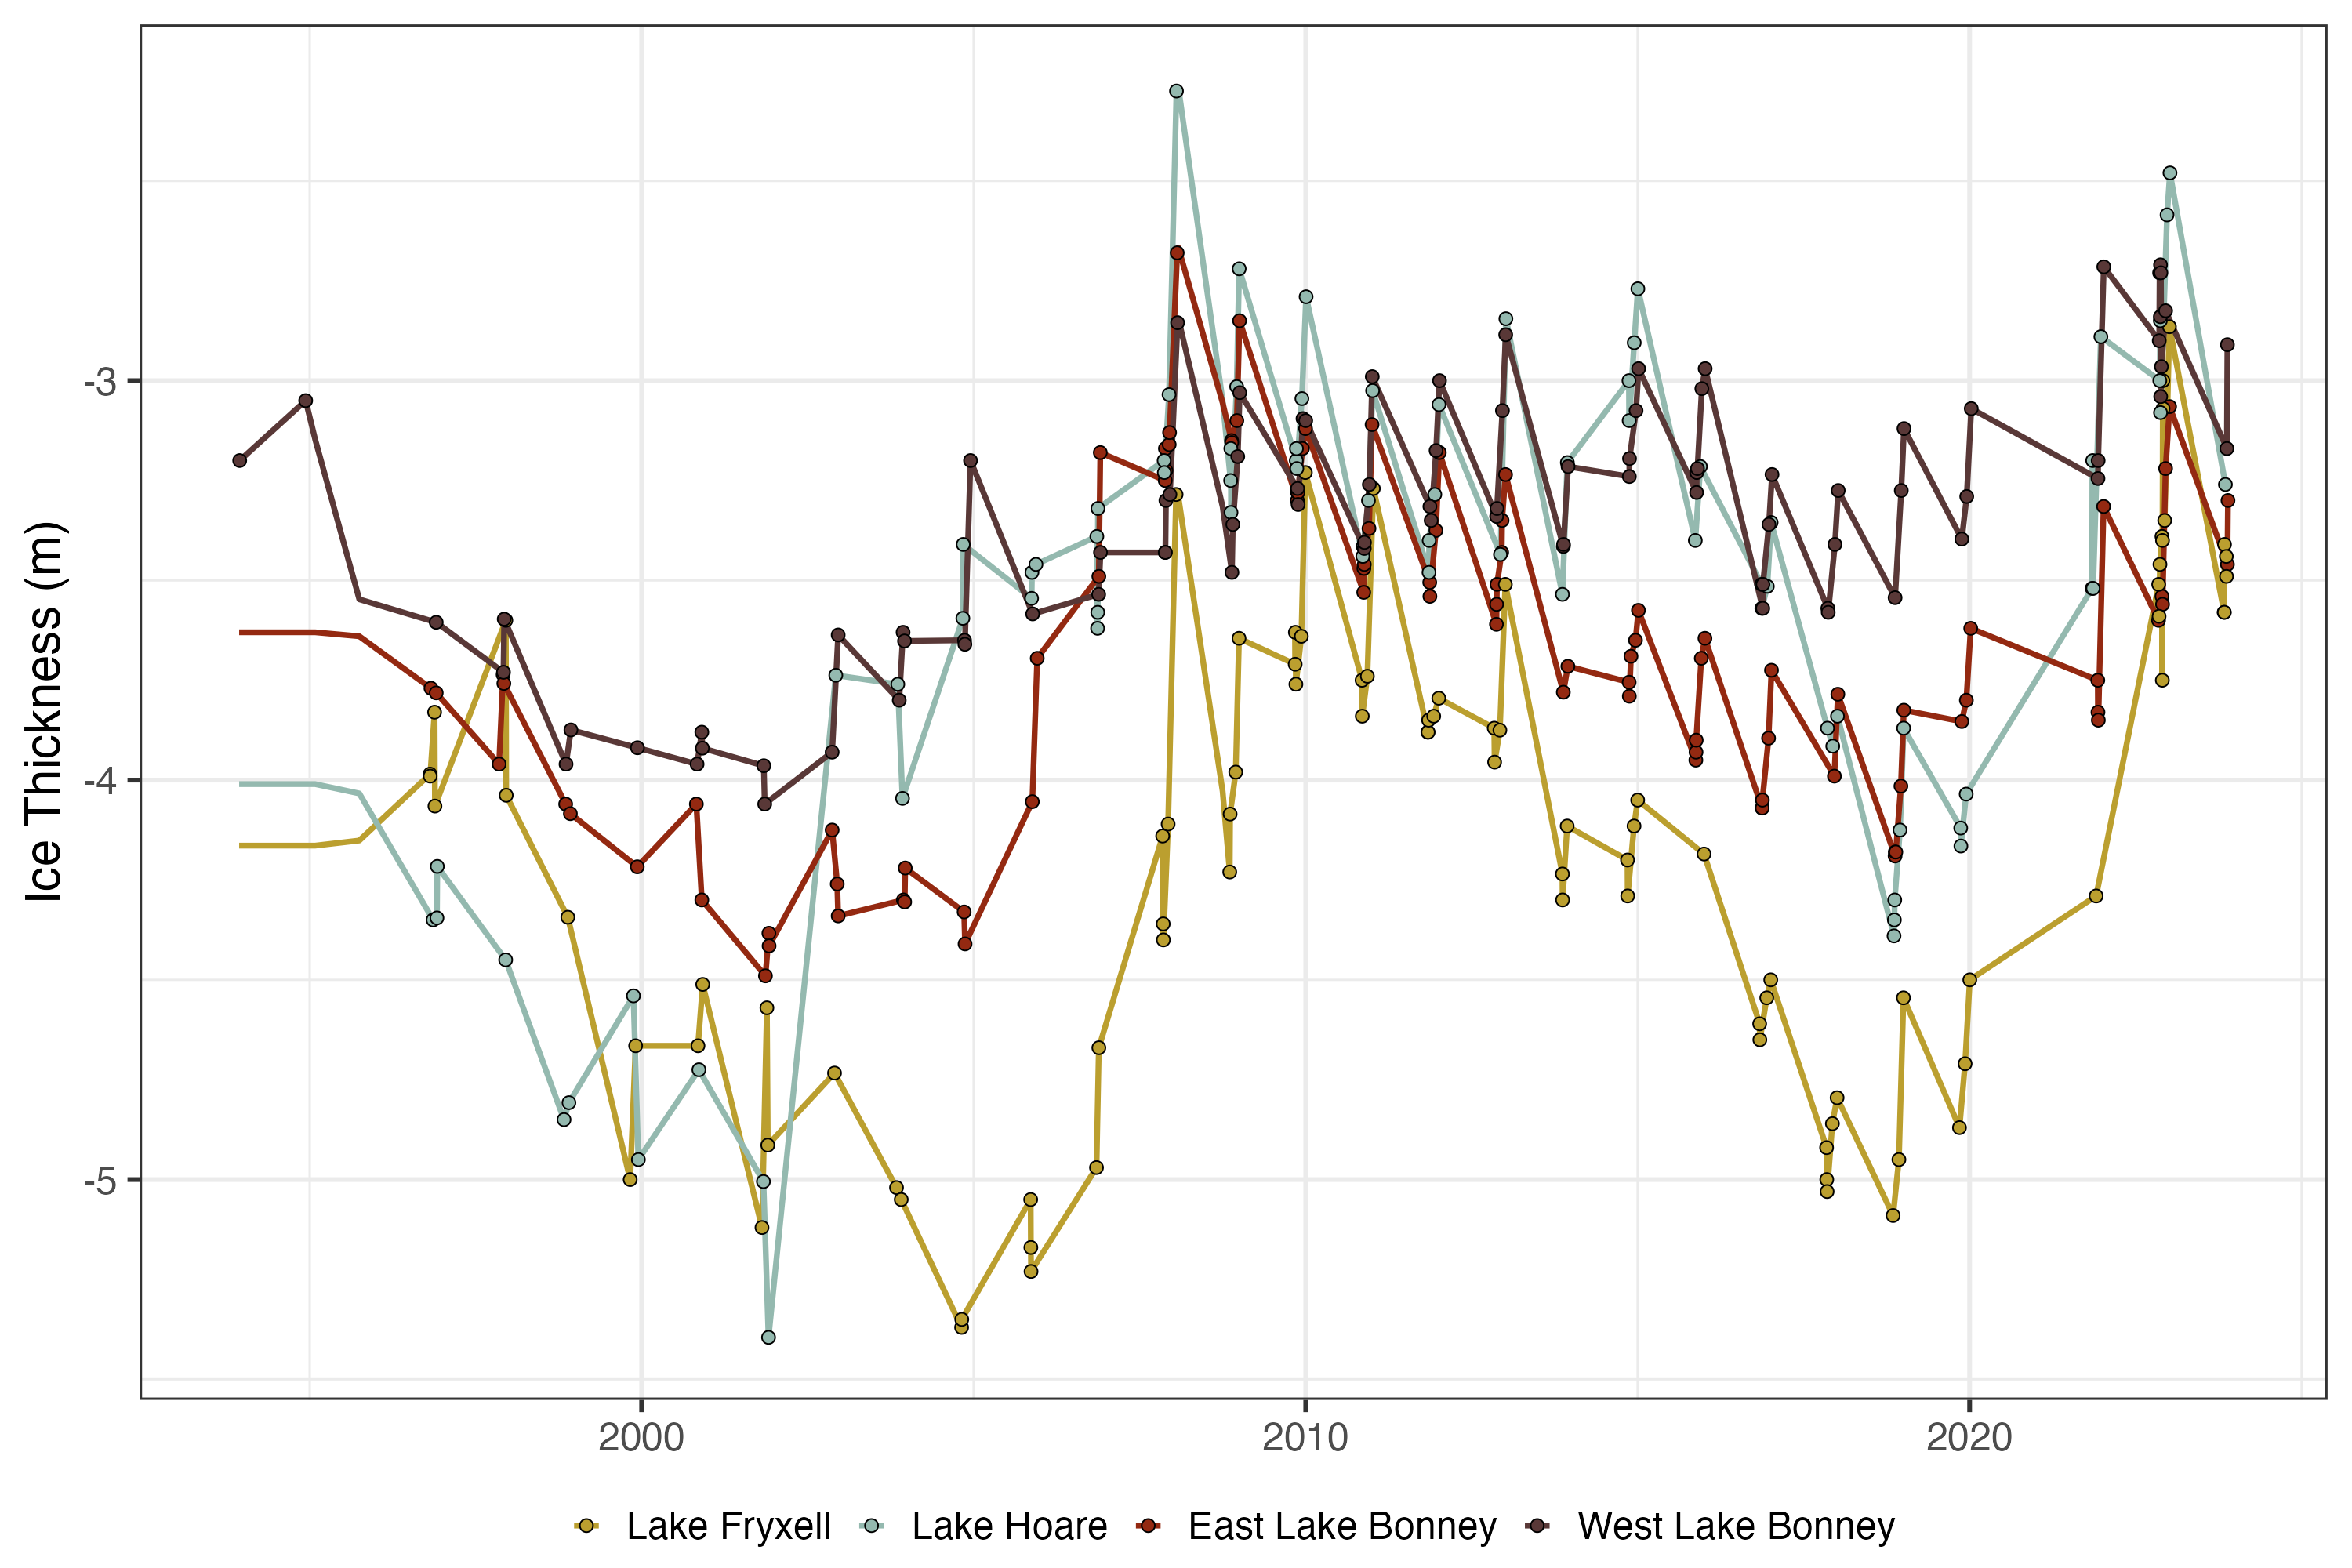 Ice Thickness (m)
-3
-4
-5
2000
2010
2020
Lake Fryxell
Lake Hoare
East Lake Bonney
West Lake Bonney